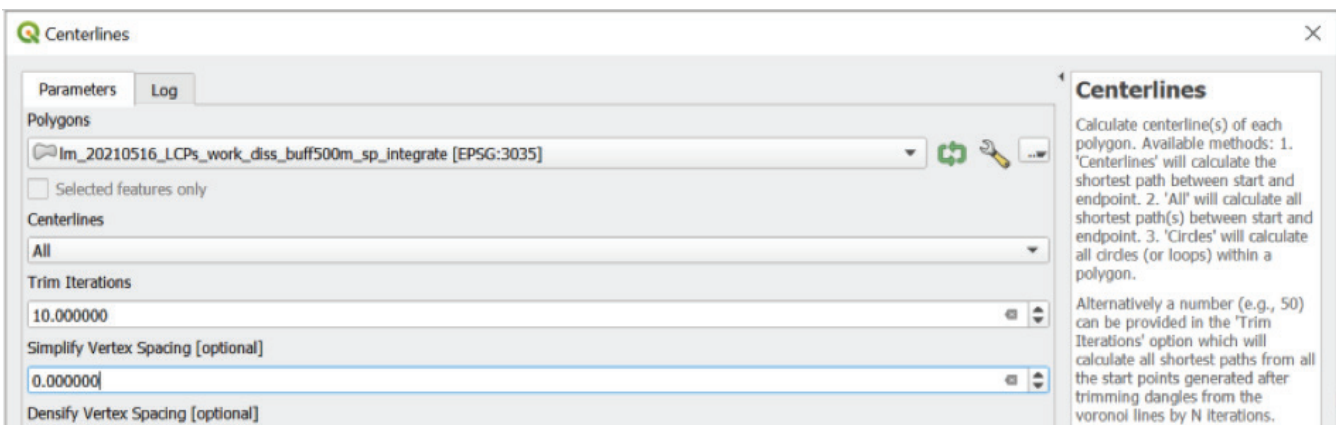 Centerlines
Parameters
Log
Polygons
lm_20210516_LCPs_work_diss_buff500m_sp_integrate [EPSG:3035]
Selected features only
Centerlines
All
Trim Iterations
10.000000
Simplify Vertex Spacing [optional]
0.000000
Densify Vertex Spacing [optional]
Centerlines
Calculate centerline(s) of each
polygon. Available methods: 1.
'Centerlines' will calculate the
shortest path between start and
endpoint. 2. 'All' will calculate all
shortest path(s) between start and
endpoint. 3. 'Circles' will calculate
all circles (or loops) within a
polygon.
Alternatively a number (e.g., 50)
can be provided in the 'Trim
Iterations' option which will
calculate all shortest paths from all
the start points generated after
trimming dangles from the
voronoi lines by N iterations.